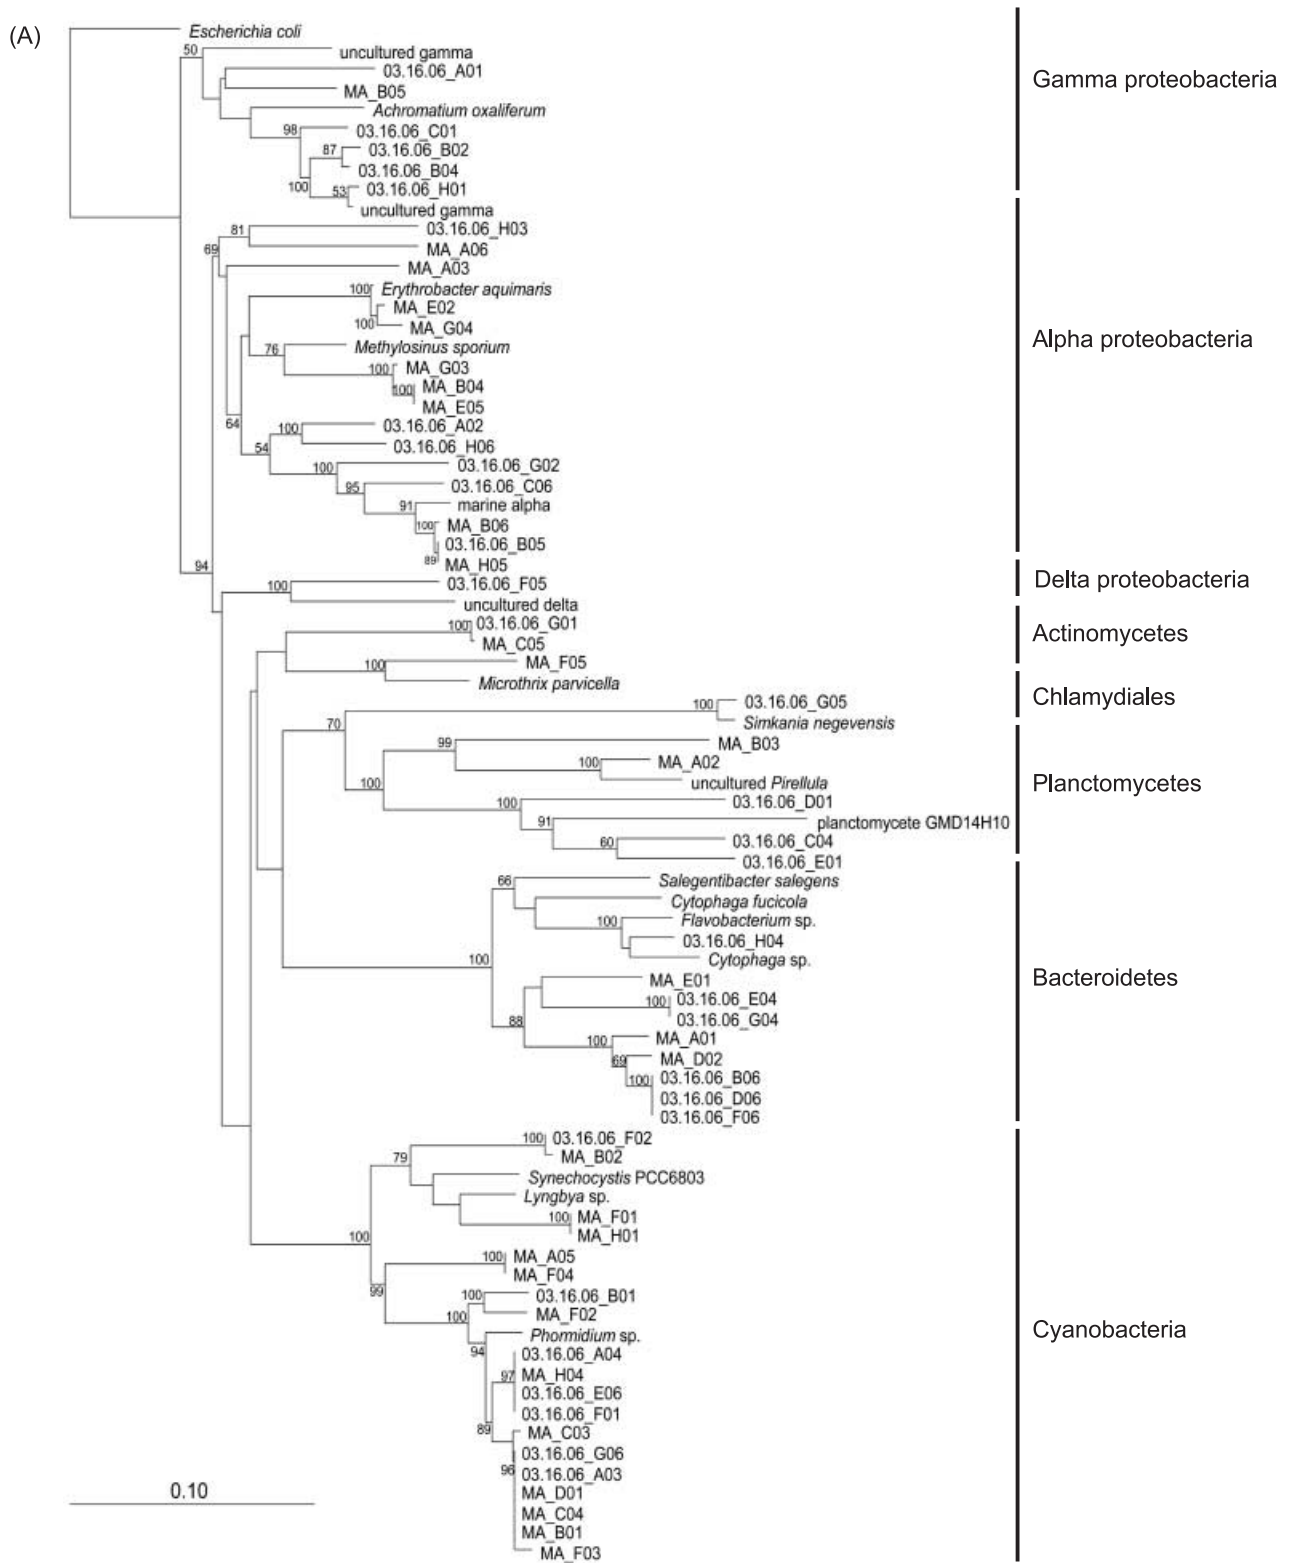 (A)
Escherichia coli
50
uncultured gamma
03.16.06_A01
MA_B05
Achromatium oxaliferum
98
03.16.06_C01
87
03.16.06_B02
03.16.06_B04
100
53
03.16.06_H01
uncultured gamma
Gamma proteobacteria
81
03.16.06_H03
69
MA_A06
MA_A03
100
Erythrobacter aquimaris
MA_E02
100
MA_G04
76
Methylosinus sporium
100
MA_G03
100
MA_B04
MA_E05
64
100
03.16.06_A02
54
03.16.06_H06
100
03.16.06_G02
95
03.16.06_C06
91
marine alpha
100
MA_B06
03.16.06_B05
89
MA_H05
Alpha proteobacteria
94
100
03.16.06_F05
uncultured delta
Delta proteobacteria
100
03.16.06_G01
MA_C05
100
MA_F05
Microthrix parvicella
Actinomycetes
100
03.16.06_G05
70
Simkania negevensis
Chlamydiales
99
MA_B03
100
MA_A02
100
uncultured Pirellula
100
03.16.06_D01
91
planctomycete GMD14H10
60
03.16.06_C04
03.16.06_E01
Planctomycetes
66
Salegentibacter salegens
Cytophaga fucicola
100
Flavobacterium sp.
03.16.06_H04
100
Cytophaga sp.
MA_E01
100
03.16.06_E04
88
03.16.06_G04
100
MA_A01
69
MA_D02
100
03.16.06_B06
03.16.06_D06
03.16.06_F06
Bacteroidetes
100
03.16.06_F02
79
MA_B02
Synechocystis PCC6803
Lyngbya sp.
100
MA_F01
MA_H01
100
100
MA_A05
99
MA_F04
100
03.16.06_B01
100
MA_F02
Phormidium sp.
94
03.16.06_A04
97
MA_H04
03.16.06_E06
03.16.06_F01
89
MA_C03
03.16.06_G06
96
03.16.06_A03
MA_D01
MA_C04
MA_B01
MA_F03
Cyanobacteria
0.10